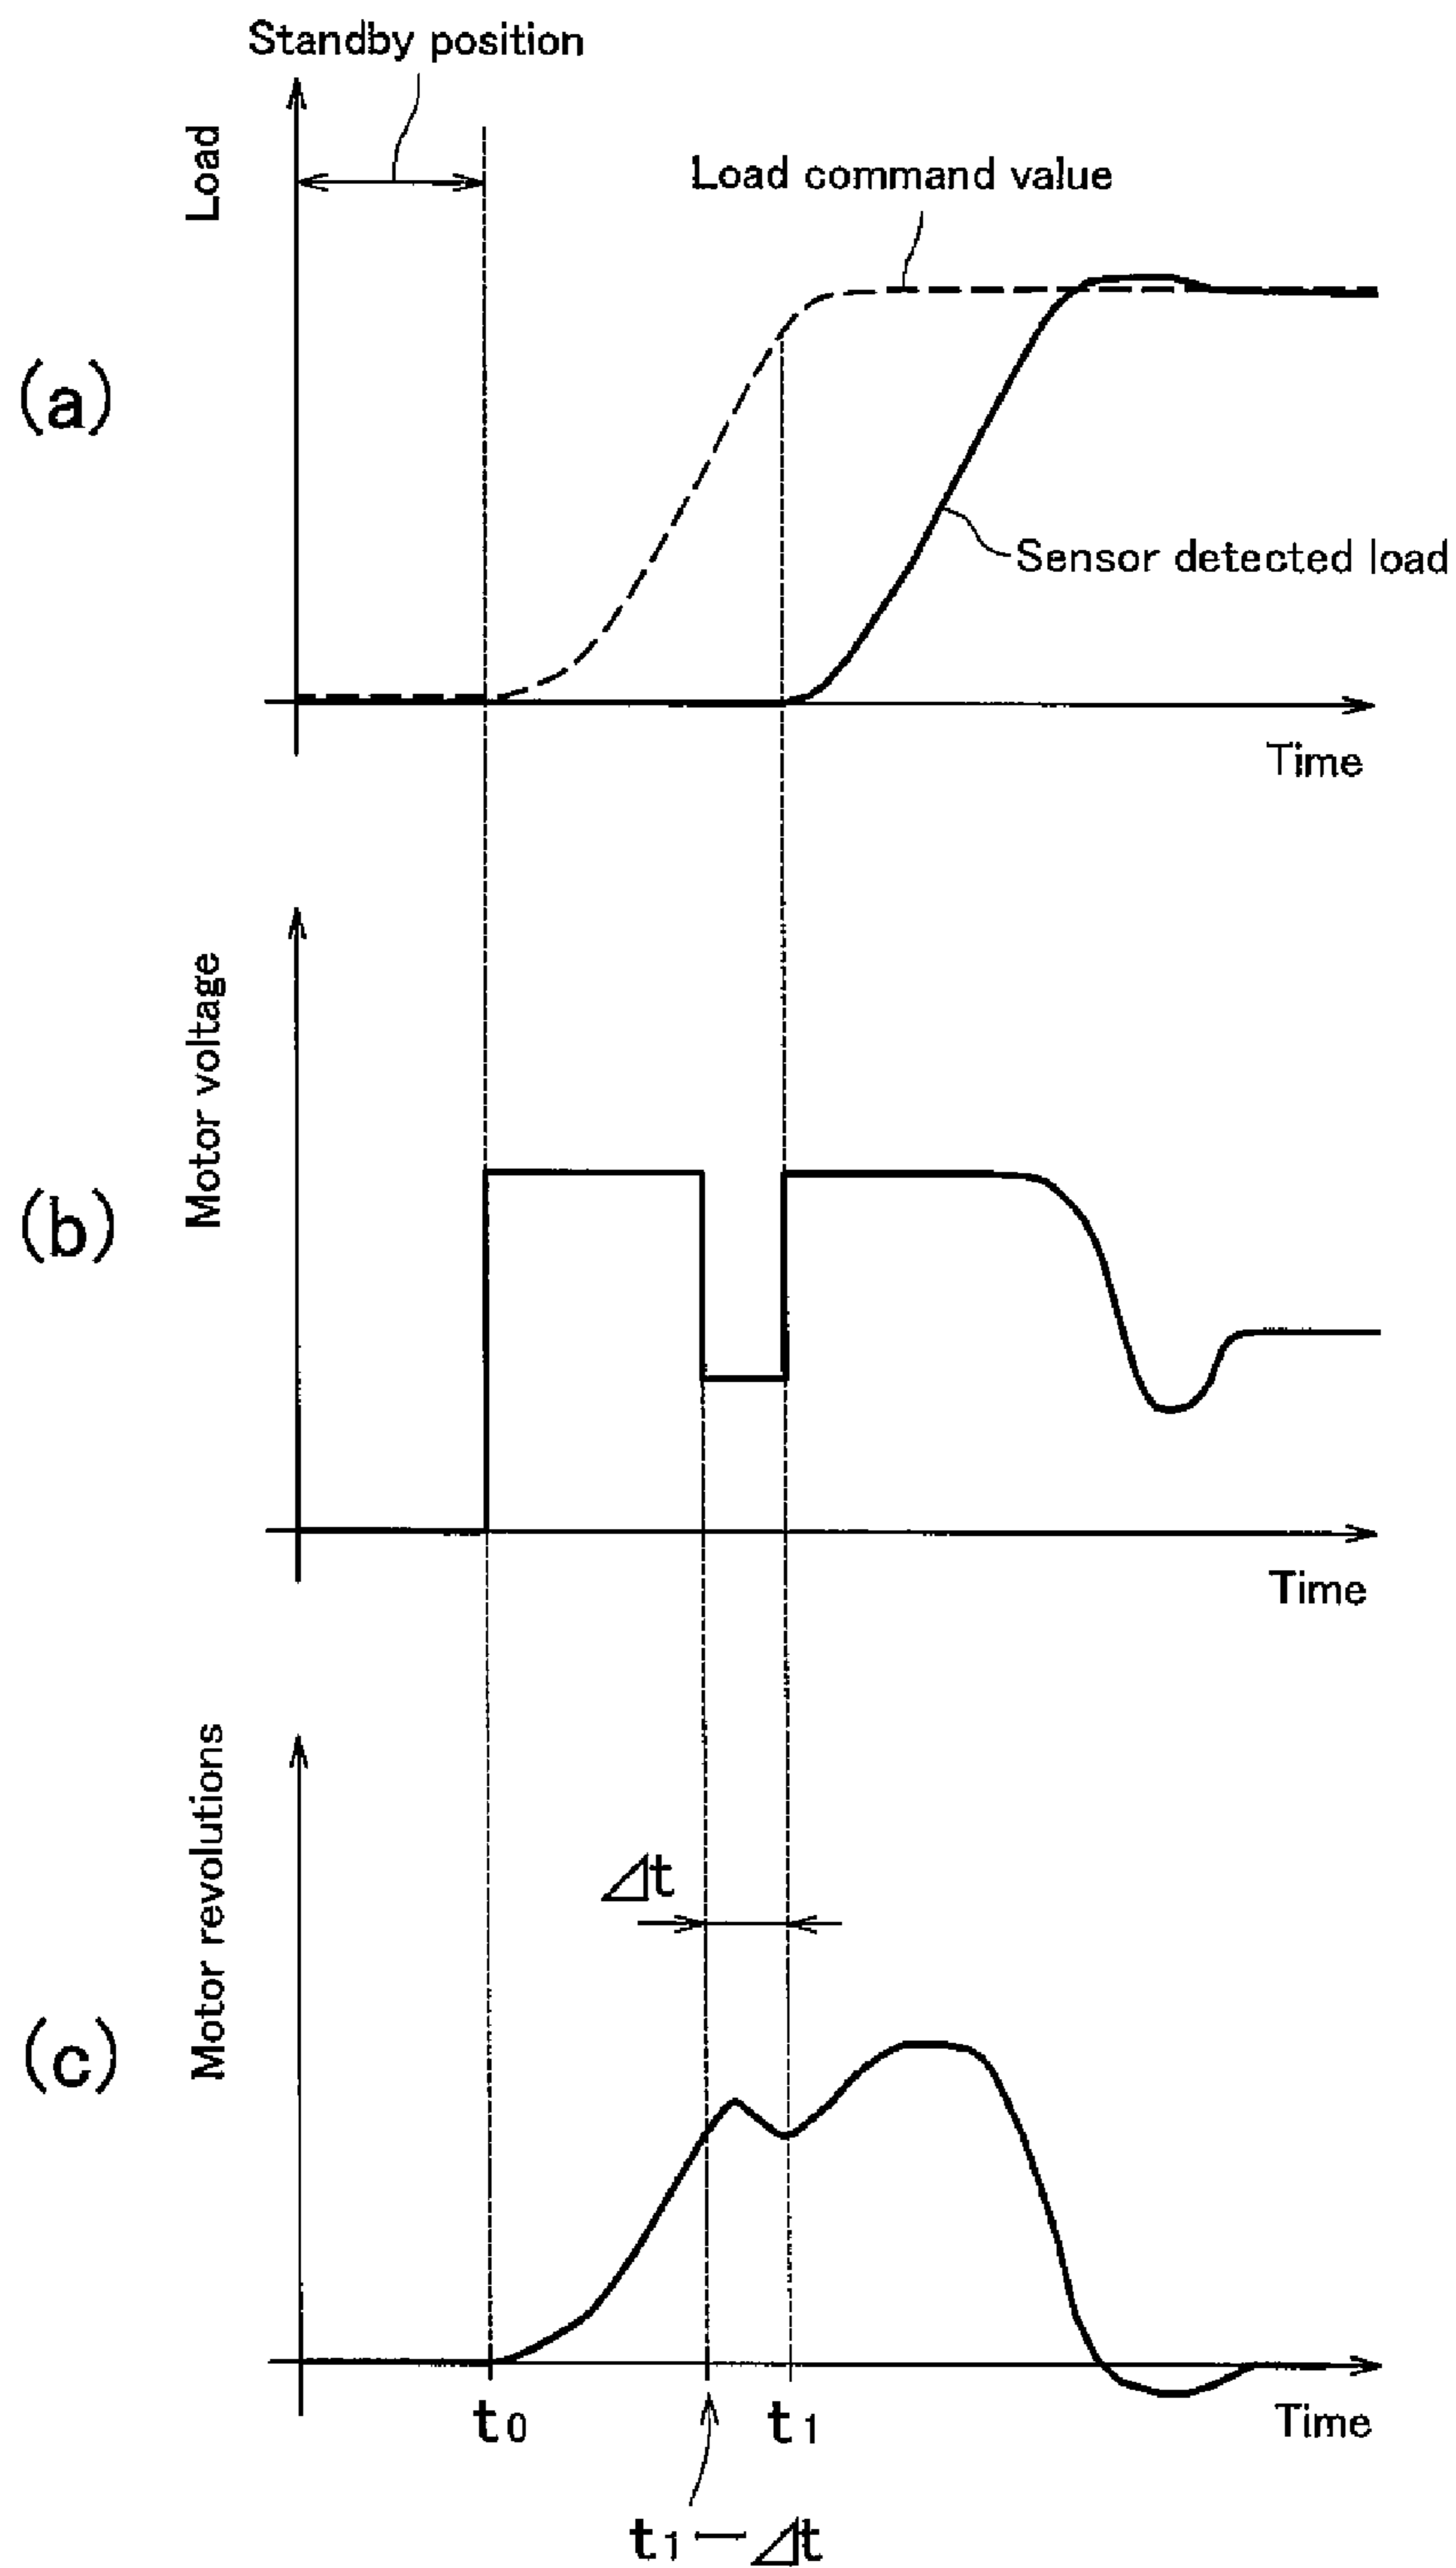 Standby position
Load
Load command value
(a)
Sensor detected load
Time
Motor voltage
(b)
Time
Motor revolutions
⊿t
(c)
t0
t1
Time
t1−⊿t